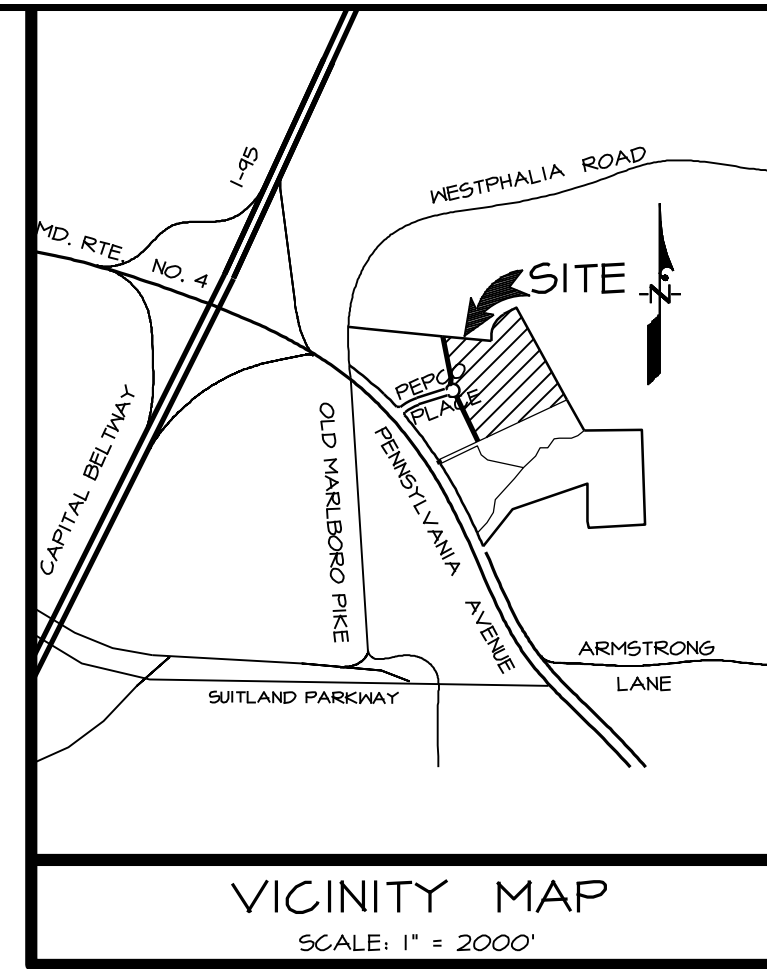 I-95
WESTPHALIA ROAD
MD. RTE. NO. 4
SITE
N
PEPCO
PLACE
CAPITAL BELTWAY
OLD MARLBORO PIKE
PENNSYLVANIA AVENUE
ARMSTRONG
LANE
SUITLAND PARKWAY
VICINITY MAP
SCALE: 1" = 2000'